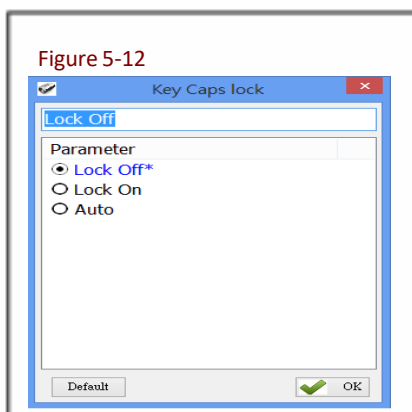 Figure 5-12
Key Caps lock
Lock Off
Parameter
Lock Off*
Lock On
Auto
Default
OK